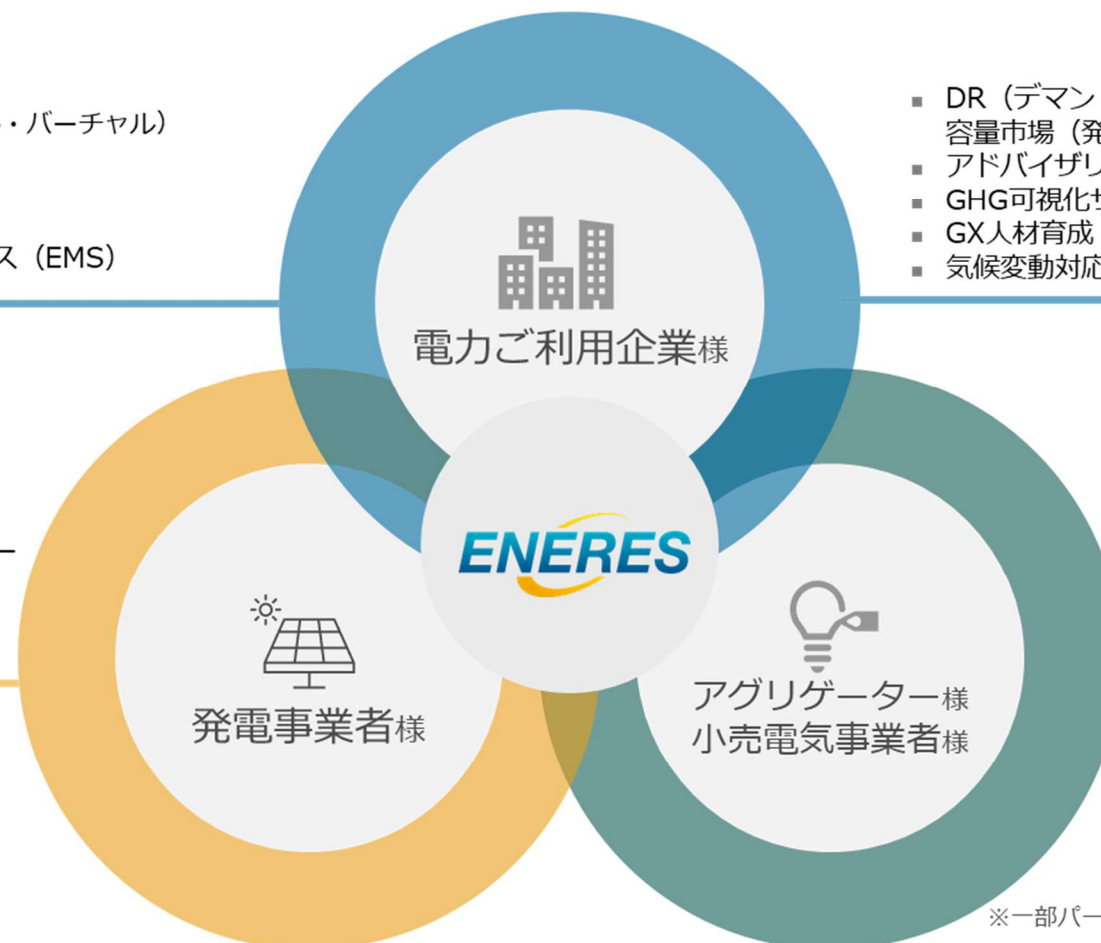 ・バーチャル）
ス（EMS）
■ DR（デマン
容量市場（発
■ アドバイザリ
■ GHG可視化サ
■ GX人材育成
■ 気候変動対応
電力ご利用企業様
ENERES
ー
発電事業者様
アグリゲーター様
小売電気事業者様
※一部パー